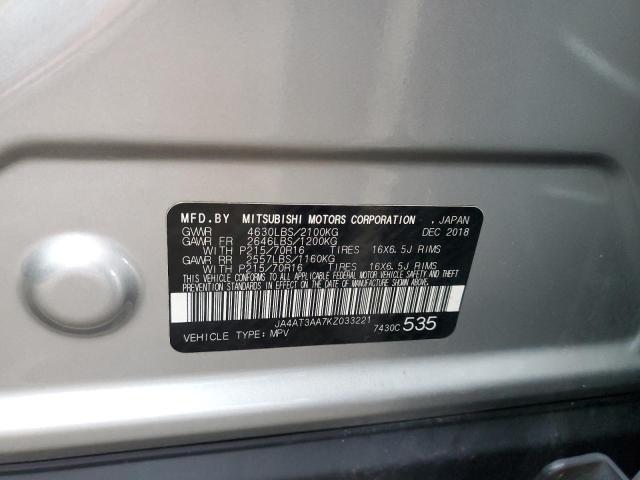 MFD.BY MITSUBISHI MOTORS CORPORATION , JAPAN
GVWR 4630LBS/2100KG DEC 2018
GAWR FR 2646LBS/1200KG
WITH P215/70R16 TIRES 16X6.5J RIMS
GAWR RR 2557LBS/1160KG
WITH P215/70R16 TIRES 16X6.5J RIMS
THIS VEHICLE CONFORMS TO ALL APPLICABLE
FEDERAL MOTOR VEHICLE SAFETY AND THEFT
PREVENTION STANDARDS IN EFFECT ON THE
DATE OF MANUFACTURE SHOWN ABOVE.
JA4AT3AA7KZ033221
VEHICLE TYPE:MPV 7430C 535